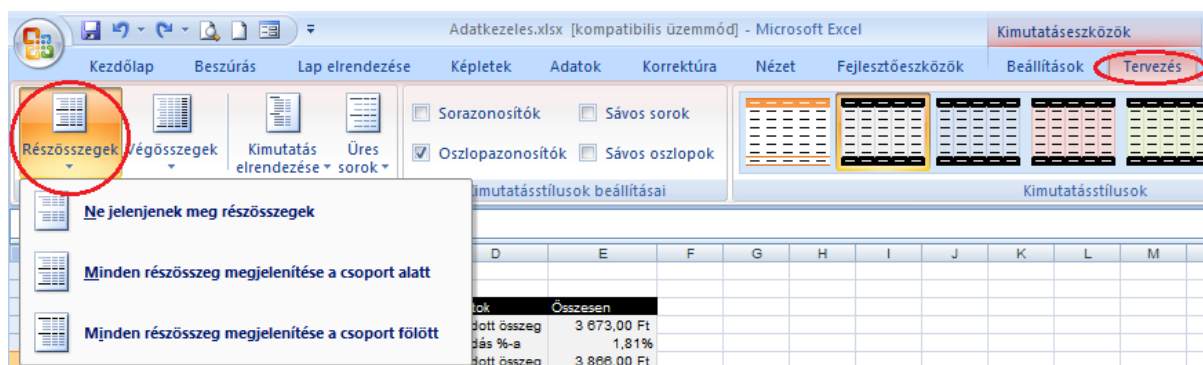 Adatkezeles.xlsx [kompatibilis üzemmód] - Microsoft Excel
Kimutatáseszközök
Kezdőlap Beszúrás Lap elrendezése Képletek Adatok Korrektúra Nézet Fejlesztőeszközök Beállítások Tervezés
Részösszegek Végösszegek Kimutatás elrendezése Üres sorok
Sorazonosítók Sávos sorok
Oszlopazonosítók Sávos oszlopok
Kimutatásstílusok
Ne jelenjenek meg részösszegek
Minden részösszeg megjelenítése a csoport alatt
Minden részösszeg megjelenítése a csoport fölött
D E F G H I J K L M
Összesen
összeg 3 673,00 Ft
%-a 1,81%
összeg 3 866,00 Ft